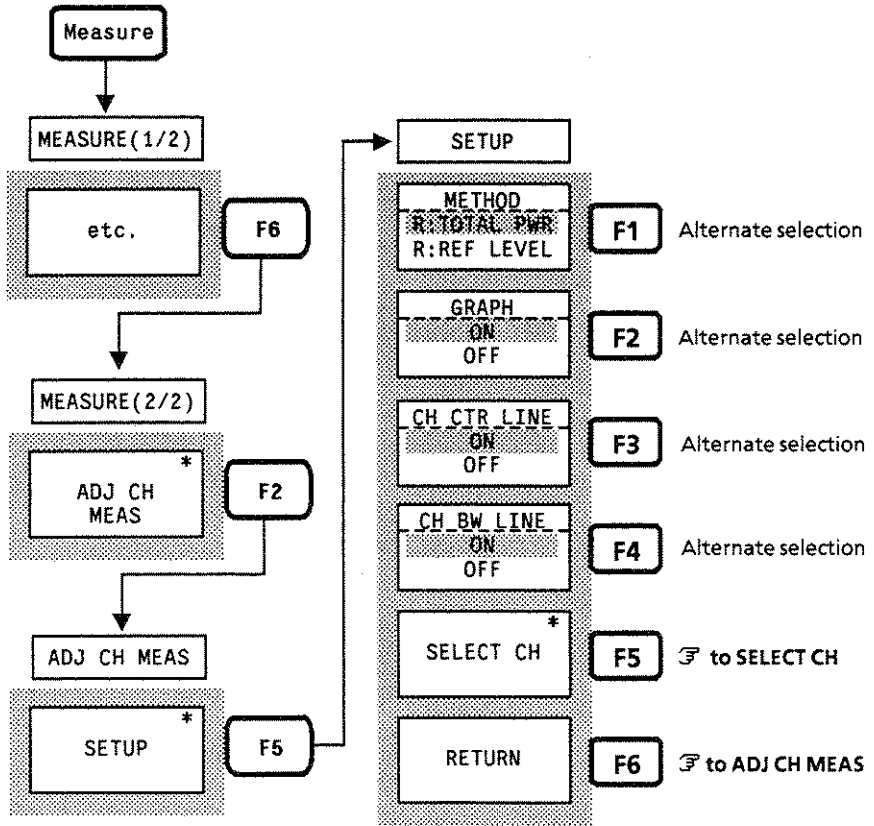 Measure
MEASURE(1/2)
etc.
F6
MEASURE(2/2)
*
ADJ CH
MEAS
F2
ADJ CH MEAS
*
SETUP
F5
SETUP
METHOD
R:TOTAL PWR
R:REF LEVEL
F1 Alternate selection
GRAPH
ON
OFF
F2 Alternate selection
CH CTR LINE
ON
OFF
F3 Alternate selection
CH BW LINE
ON
OFF
F4 Alternate selection
*
SELECT CH
F5 ☞ to SELECT CH
RETURN
F6 ☞ to ADJ CH MEAS